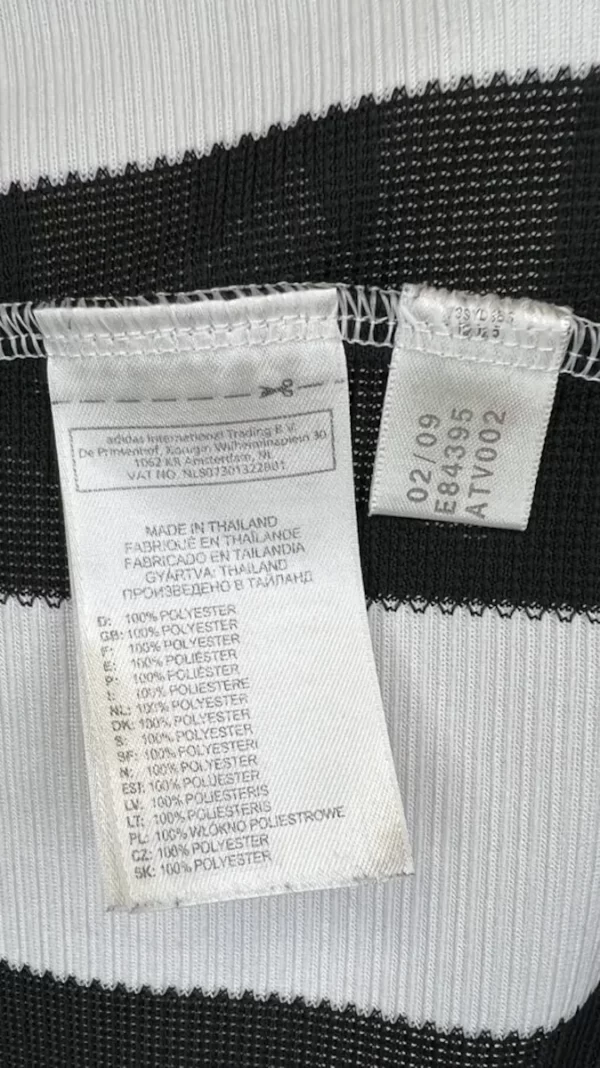 adidas International Trading B.V.
De Prinsenhof, Koningin Wilhelminaplein 30
1062 KR Amsterdam, NL
VAT NO. NL807301322B01
MADE IN THAILAND
FABRIQUÉ EN THAÏLANDE
FABRICADO EN TAILANDIA
GYÁRTVA: THAILAND
ПРОИЗВЕДЕНО В ТАЙЛАНД
D: 100% POLYESTER
GB: 100% POLYESTER
F: 100% POLYESTER
E: 100% POLIÉSTER
P: 100% POLIÉSTER
I: 100% POLIESTERE
NL: 100% POLYESTER
DK: 100% POLYESTER
S: 100% POLYESTER
SF: 100% POLYESTERI
N: 100% POLYESTER
EST: 100% POLÜESTER
LV: 100% POLIESTERIS
LT: 100% POLIESTERIS
PL: 100% WŁÓKNO POLIESTROWE
CZ: 100% POLYESTER
SK: 100% POLYESTER
02/09
E84395
ATV002